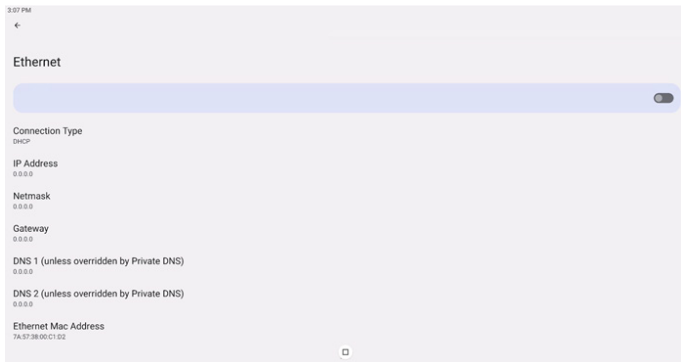 3:07 PM
Ethernet
Connection Type
DHCP
IP Address
0.0.0.0
Netmask
0.0.0.0
Gateway
0.0.0.0
DNS 1 (unless overridden by Private DNS)
0.0.0.0
DNS 2 (unless overridden by Private DNS)
0.0.0.0
Ethernet Mac Address
7A:57:38:00:C1:D2